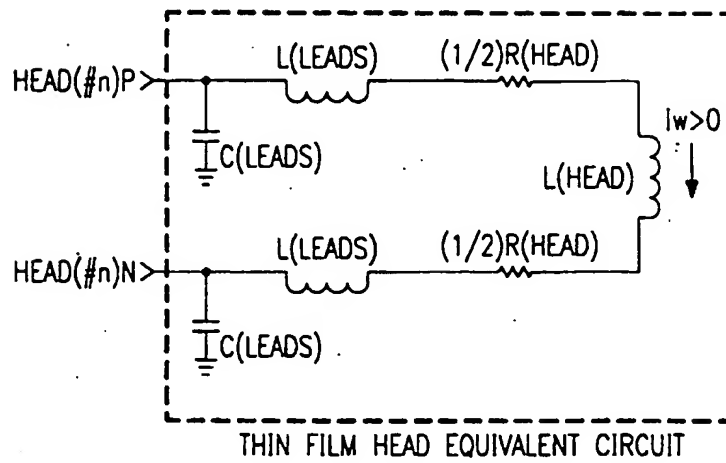 L(LEADS)
(1/2)R(HEAD)
HEAD(#n)P
Iw>0
C(LEADS)
L(HEAD)
L(LEADS)
(1/2)R(HEAD)
HEAD(#n)N
C(LEADS)
THIN FILM HEAD EQUIVALENT CIRCUIT